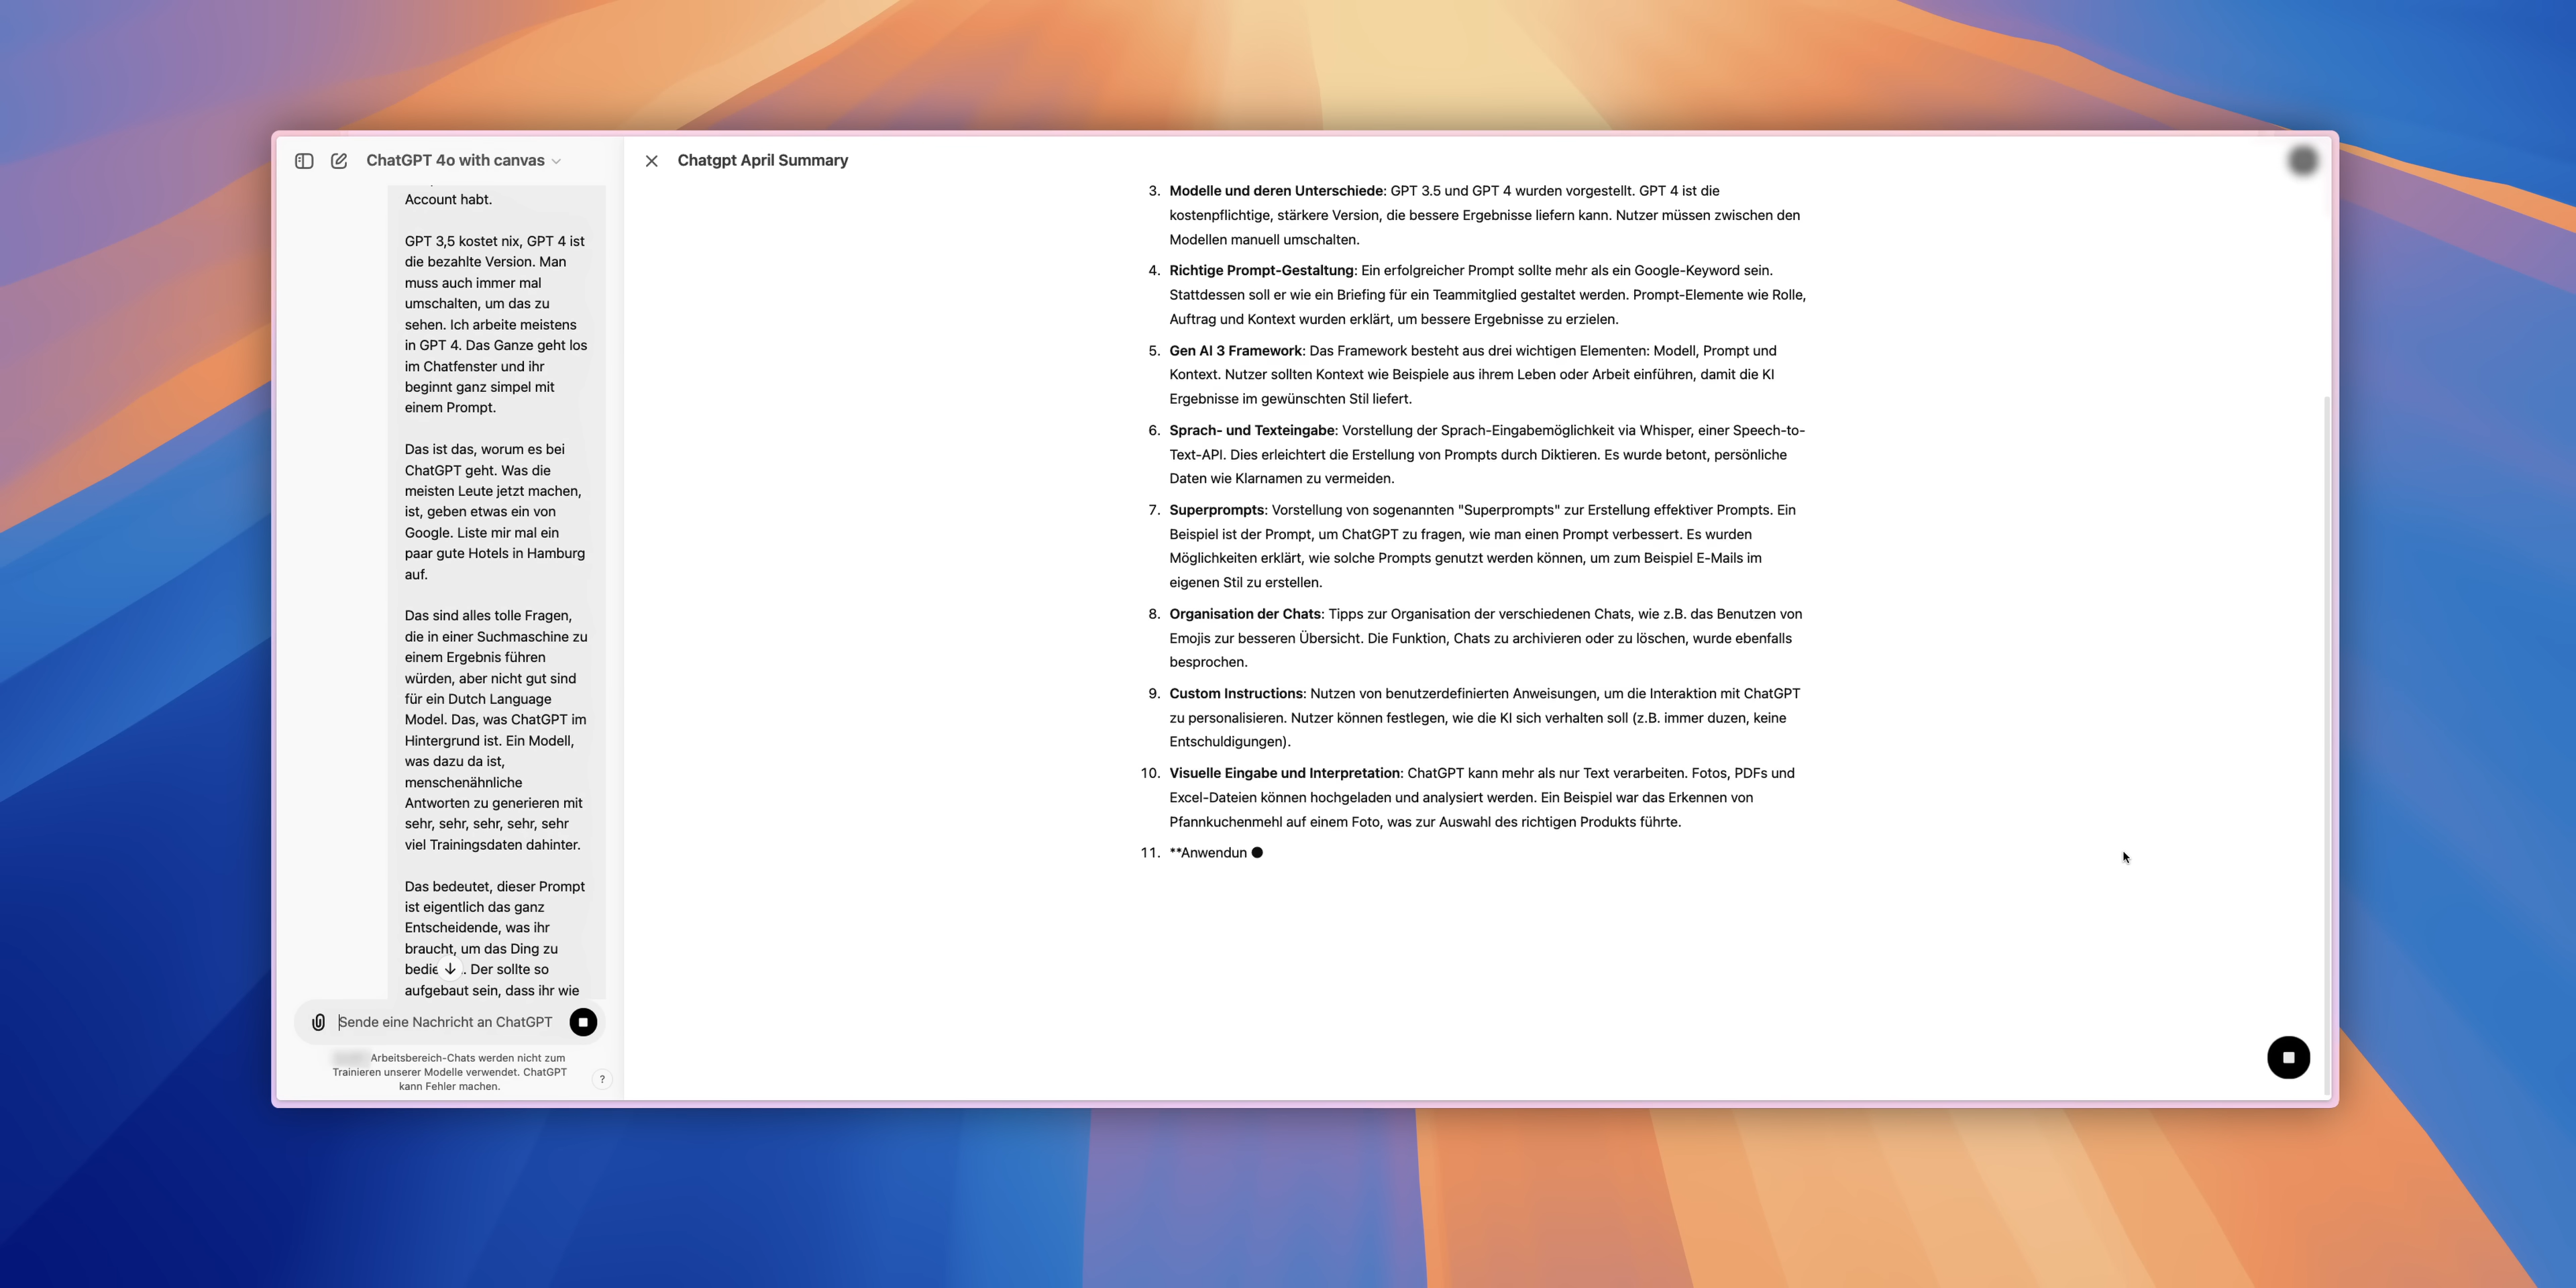 ChatGPT 4o with canvas
Account habt.
GPT 3,5 kostet nix, GPT 4 ist
die bezahlte Version. Man
muss auch immer mal
umschalten, um das zu
sehen. Ich arbeite meistens
in GPT 4. Das Ganze geht los
im Chatfenster und ihr
beginnt ganz simpel mit
einem Prompt.
Das ist das, worum es bei
ChatGPT geht. Was die
meisten Leute jetzt machen,
ist, geben etwas ein von
Google. Liste mir mal ein
paar gute Hotels in Hamburg
auf.
Das sind alles tolle Fragen,
die in einer Suchmaschine zu
einem Ergebnis führen
würden, aber nicht gut sind
für ein Dutch Language
Model. Das, was ChatGPT im
Hintergrund ist. Ein Modell,
was dazu da ist,
menschenähnliche
Antworten zu generieren mit
sehr, sehr, sehr, sehr, sehr
viel Trainingsdaten dahinter.
Das bedeutet, dieser Prompt
ist eigentlich das ganz
Entscheidende, was ihr
braucht, um das Ding zu
Der sollte so
aufgebaut sein, dass ihr wie
Sende eine Nachricht an ChatGPT
Arbeitsbereich-Chats werden nicht zum
Trainieren unserer Modelle verwendet. ChatGPT
kann Fehler machen.
?
Chatgpt April Summary
3. Modelle und deren Unterschiede: GPT 3.5 und GPT 4 wurden vorgestellt. GPT 4 ist die
kostenpflichtige, stärkere Version, die bessere Ergebnisse liefern kann. Nutzer müssen zwischen den
Modellen manuell umschalten.
4. Richtige Prompt-Gestaltung: Ein erfolgreicher Prompt sollte mehr als ein Google-Keyword sein.
Stattdessen soll er wie ein Briefing für ein Teammitglied gestaltet werden. Prompt-Elemente wie Rolle,
Auftrag und Kontext wurden erklärt, um bessere Ergebnisse zu erzielen.
5. Gen AI 3 Framework: Das Framework besteht aus drei wichtigen Elementen: Modell, Prompt und
Kontext. Nutzer sollten Kontext wie Beispiele aus ihrem Leben oder Arbeit einführen, damit die KI
Ergebnisse im gewünschten Stil liefert.
6. Sprach- und Texteingabe: Vorstellung der Sprach-Eingabemöglichkeit via Whisper, einer Speech-to-
Text-API. Dies erleichtert die Erstellung von Prompts durch Diktieren. Es wurde betont, persönliche
Daten wie Klarnamen zu vermeiden.
7. Superprompts: Vorstellung von sogenannten "Superprompts" zur Erstellung effektiver Prompts. Ein
Beispiel ist der Prompt, um ChatGPT zu fragen, wie man einen Prompt verbessert. Es wurden
Möglichkeiten erklärt, wie solche Prompts genutzt werden können, um zum Beispiel E-Mails im
eigenen Stil zu erstellen.
8. Organisation der Chats: Tipps zur Organisation der verschiedenen Chats, wie z.B. das Benutzen von
Emojis zur besseren Übersicht. Die Funktion, Chats zu archivieren oder zu löschen, wurde ebenfalls
besprochen.
9. Custom Instructions: Nutzen von benutzerdefinierten Anweisungen, um die Interaktion mit ChatGPT
zu personalisieren. Nutzer können festlegen, wie die KI sich verhalten soll (z.B. immer duzen, keine
Entschuldigungen).
10. Visuelle Eingabe und Interpretation: ChatGPT kann mehr als nur Text verarbeiten. Fotos, PDFs und
Excel-Dateien können hochgeladen und analysiert werden. Ein Beispiel war das Erkennen von
Pfannkuchenmehl auf einem Foto, was zur Auswahl des richtigen Produkts führte.
11. **Anwendun